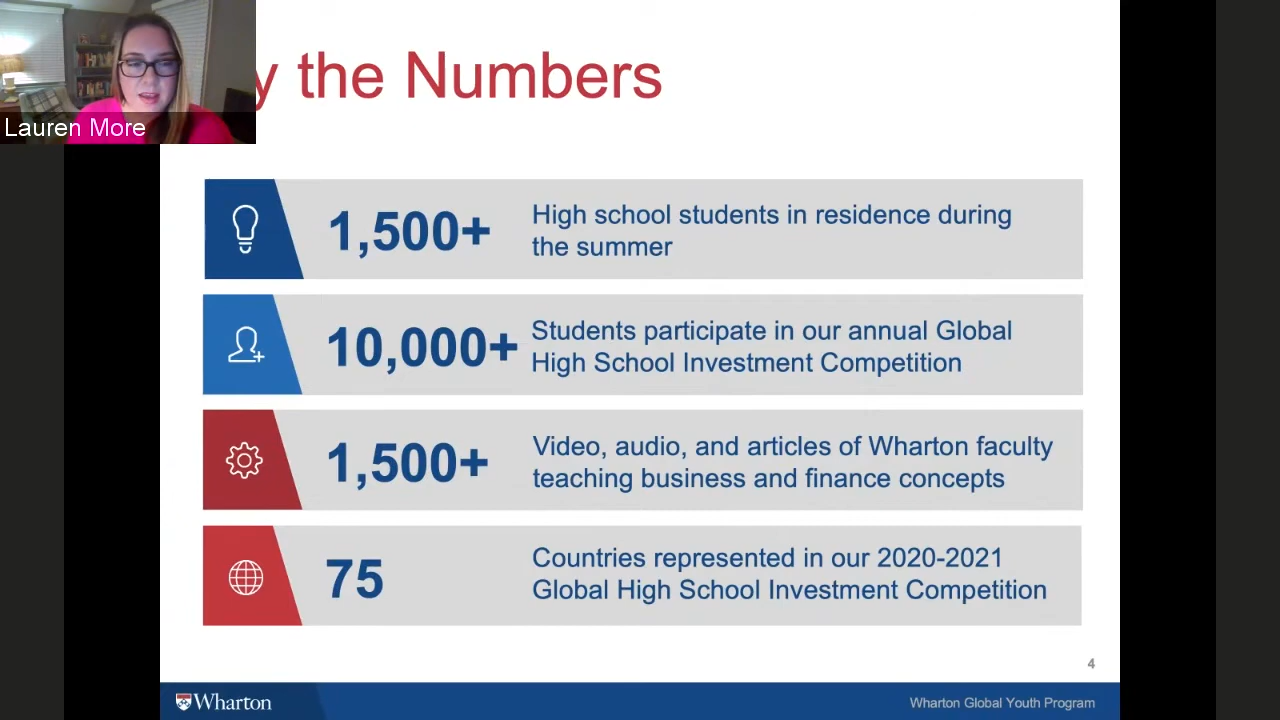 y the Numbers
Lauren More
1,500+
High school students in residence during
the summer
10,000+
Students participate in our annual Global
High School Investment Competition
1,500+
Video, audio, and articles of Wharton faculty
teaching business and finance concepts
75
Countries represented in our 2020-2021
Global High School Investment Competition
4
Wharton
Wharton Global Youth Program